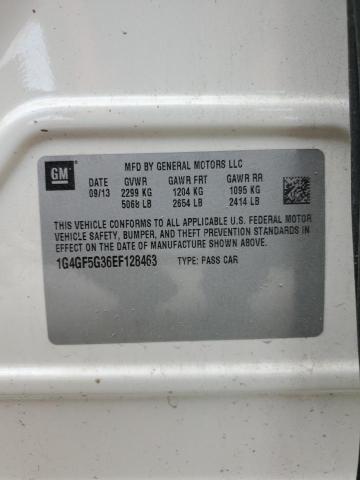 GM
MFD BY GENERAL MOTORS LLC
DATE GVWR GAWR FRT GAWR RR
09/13 2299 KG 1204 KG 1095 KG
5068 LB 2654 LB 2414 LB
THIS VEHICLE CONFORMS TO ALL APPLICABLE U.S. FEDERAL MOTOR
VEHICLE SAFETY, BUMPER, AND THEFT PREVENTION STANDARDS IN
EFFECT ON THE DATE OF MANUFACTURE SHOWN ABOVE.
1G4GF5G36EF128463 TYPE: PASS CAR